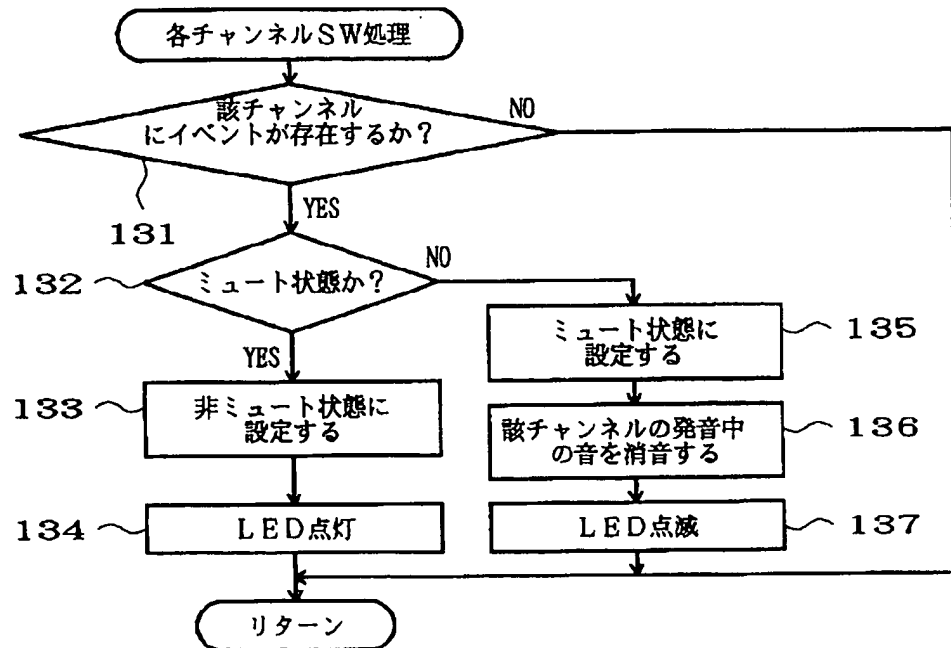 各チャンネルSW処理
該チャンネル
にイベントが存在するか?
NO
131
YES
132
ミュート状態か?
NO
YES
ミュート状態に
設定する
135
133
非ミュート状態に
設定する
該チャンネルの発音中
の音を消音する
136
134
LED点灯
LED点滅
137
リターン